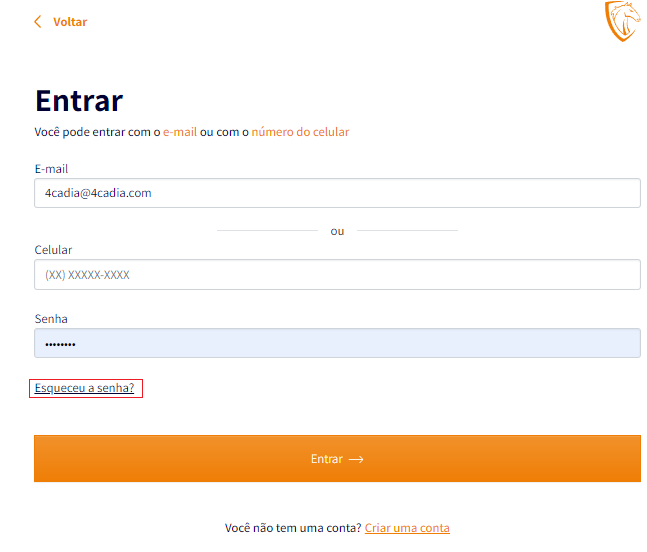 Voltar
Entrar
Você pode entrar com o e-mail ou com o número do celular
E-mail
4cadia@4cadia.com
ou
Celular
(XX) XXXXX-XXXX
Senha
••••••••
Esqueceu a senha?
Entrar →
Você não tem uma conta? Criar uma conta